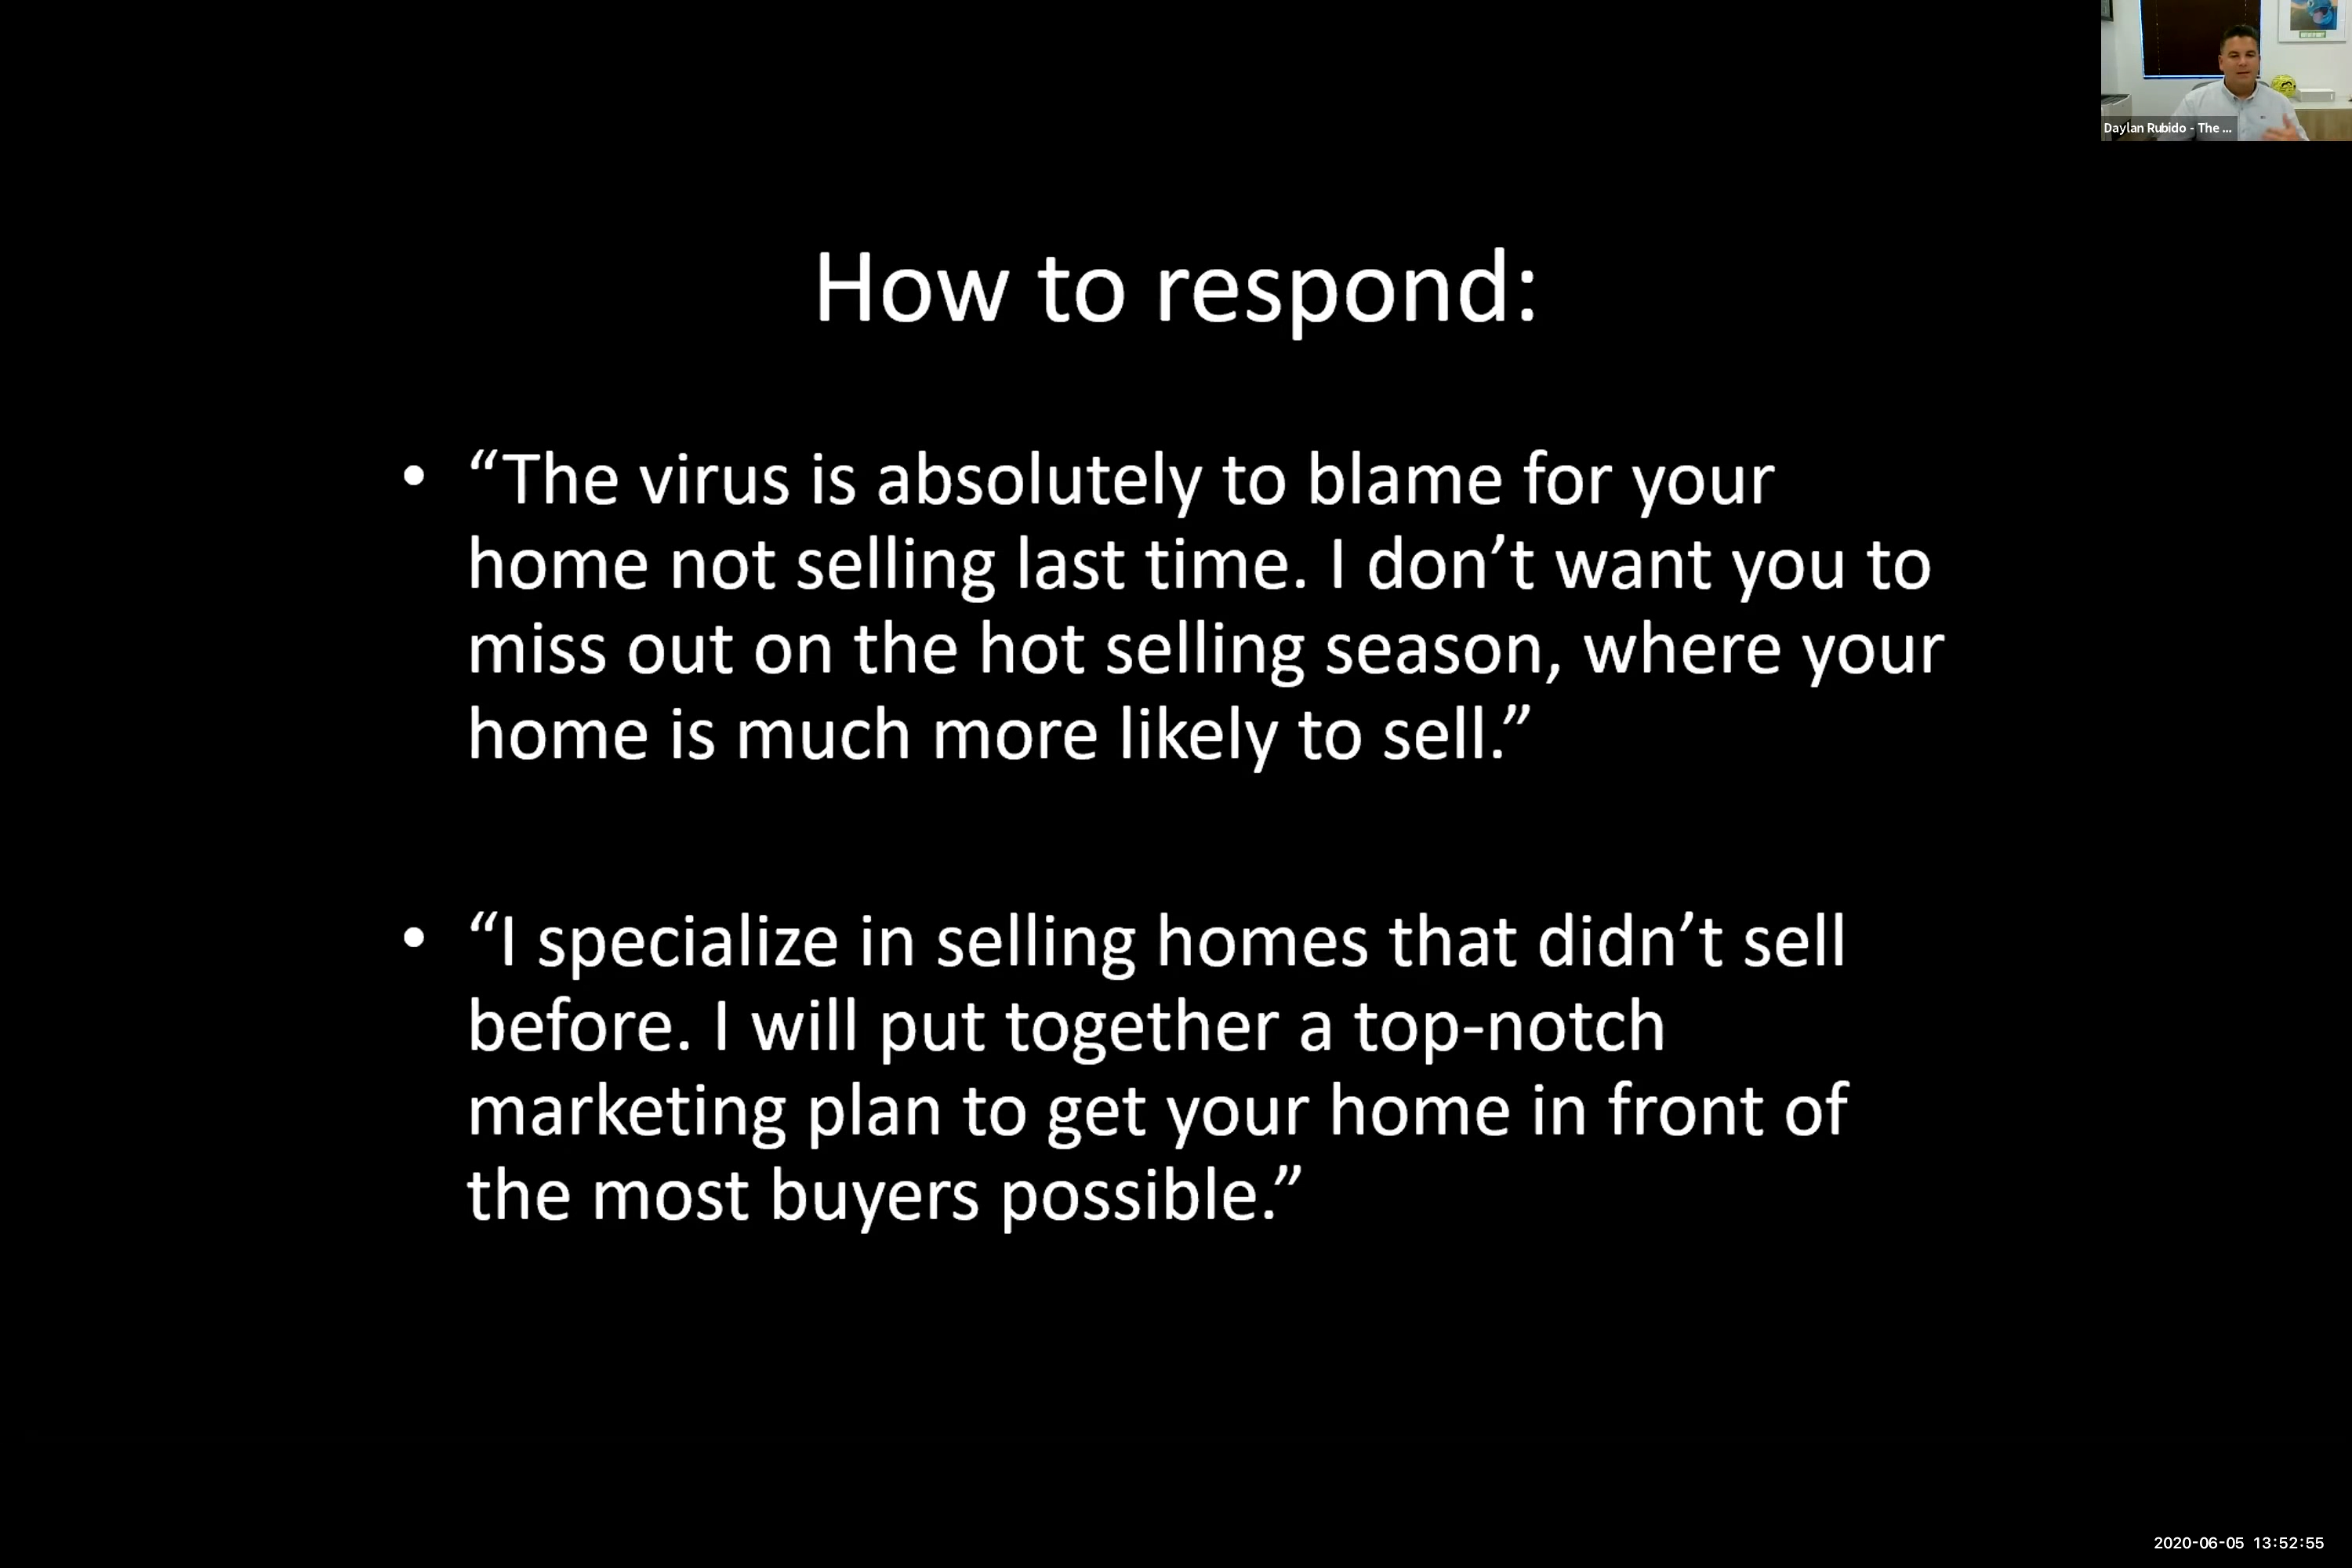 Daylan Rubido - The ...
How to respond:
• “The virus is absolutely to blame for your
home not selling last time. I don’t want you to
miss out on the hot selling season, where your
home is much more likely to sell.”
• “I specialize in selling homes that didn’t sell
before. I will put together a top-notch
marketing plan to get your home in front of
the most buyers possible.”
2020-06-05 13:52:55